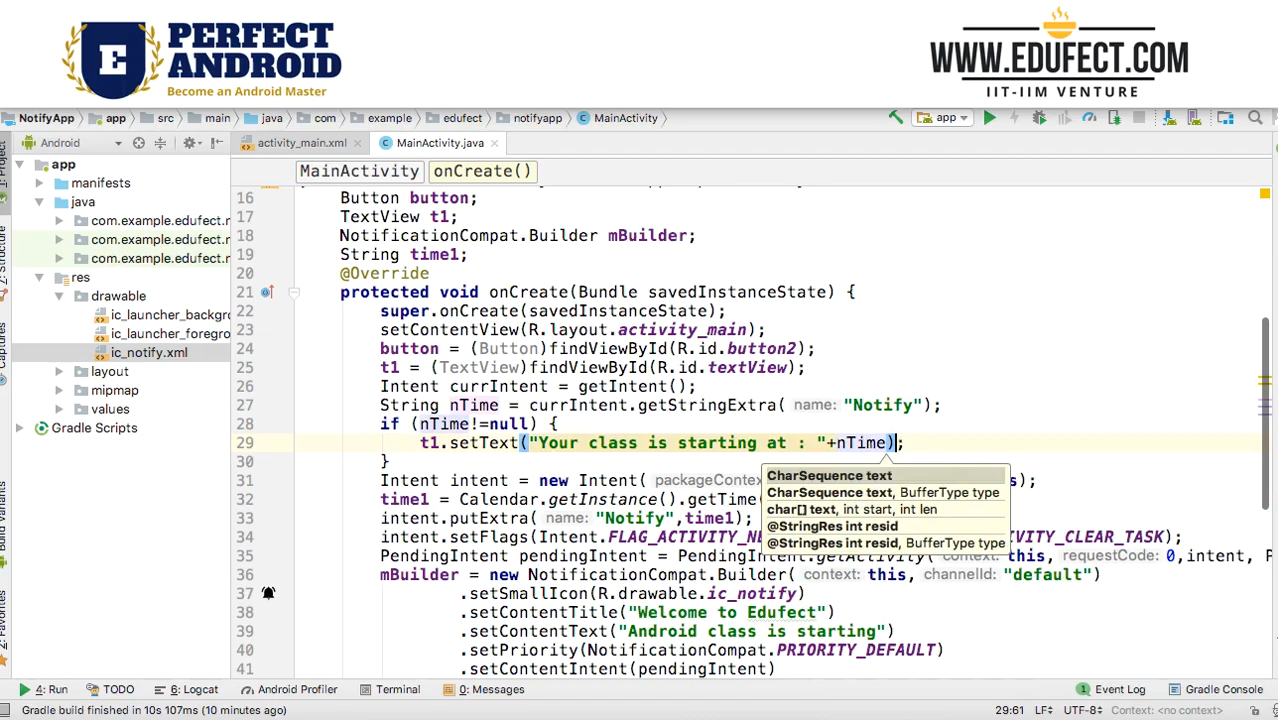 E
PERFECT
ANDROID
Become an Android Master
WWW.EDUFECT.COM
IIT-IIM VENTURE
NotifyApp app src main java com example edufect notifyapp MainActivity
app
Android
activity_main.xml MainActivity.java
MainActivity onCreate()
1: Project
Z: Structure
Captures
Build Variants
2: Favorites
app
manifests
java
com.example.edufect.r
com.example.edufect.r
com.example.edufect.r
res
drawable
ic_launcher_backgr
ic_launcher_foregro
ic_notify.xml
layout
mipmap
values
Gradle Scripts
16 Button button;
17 TextView t1;
18 NotificationCompat.Builder mBuilder;
19 String time1;
20 @Override
21 protected void onCreate(Bundle savedInstanceState) {
22 super.onCreate(savedInstanceState);
23 setContentView(R.layout.activity_main);
24 button = (Button)findViewById(R.id.button2);
25 t1 = (TextView)findViewById(R.id.textView);
26 Intent currIntent = getIntent();
27 String nTime = currIntent.getStringExtra( name: "Notify");
28 if (nTime!=null) {
29 t1.setText("Your class is starting at : "+nTime);
30 }
31 Intent intent = new Intent( packageContex s);
32 time1 = Calendar.getInstance().getTime(
33 intent.putExtra( name: "Notify",time1);
34 intent.setFlags(Intent.FLAG_ACTIVITY_NE IVITY_CLEAR_TASK);
35 PendingIntent pendingIntent = PendingIntent.getActivity( context: this, requestCode: 0,intent, P
36 mBuilder = new NotificationCompat.Builder( context: this, channelId: "default")
37 .setSmallIcon(R.drawable.ic_notify)
38 .setContentTitle("Welcome to Edufect")
39 .setContentText("Android class is starting")
40 .setPriority(NotificationCompat.PRIORITY_DEFAULT)
41 .setContentIntent(pendingIntent)
CharSequence text
CharSequence text, BufferType type
char[] text, int start, int len
@StringRes int resid
@StringRes int resid, BufferType type
4: Run TODO 6: Logcat Android Profiler Terminal 0: Messages Event Log Gradle Console
Gradle build finished in 10s 107ms (10 minutes ago) 29:61 LF UTF-8 Context: <no context>